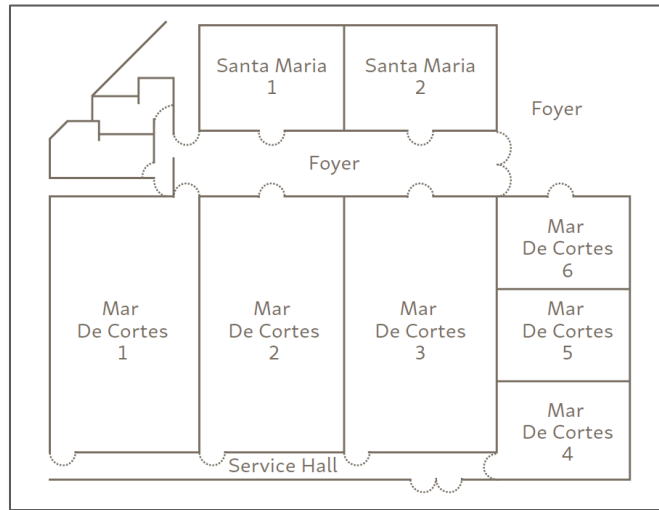 Santa Maria
1
Santa Maria
2
Foyer
Foyer
Mar
De Cortes
1
Mar
De Cortes
2
Mar
De Cortes
3
Mar
De Cortes
6
Mar
De Cortes
5
Mar
De Cortes
4
Service Hall